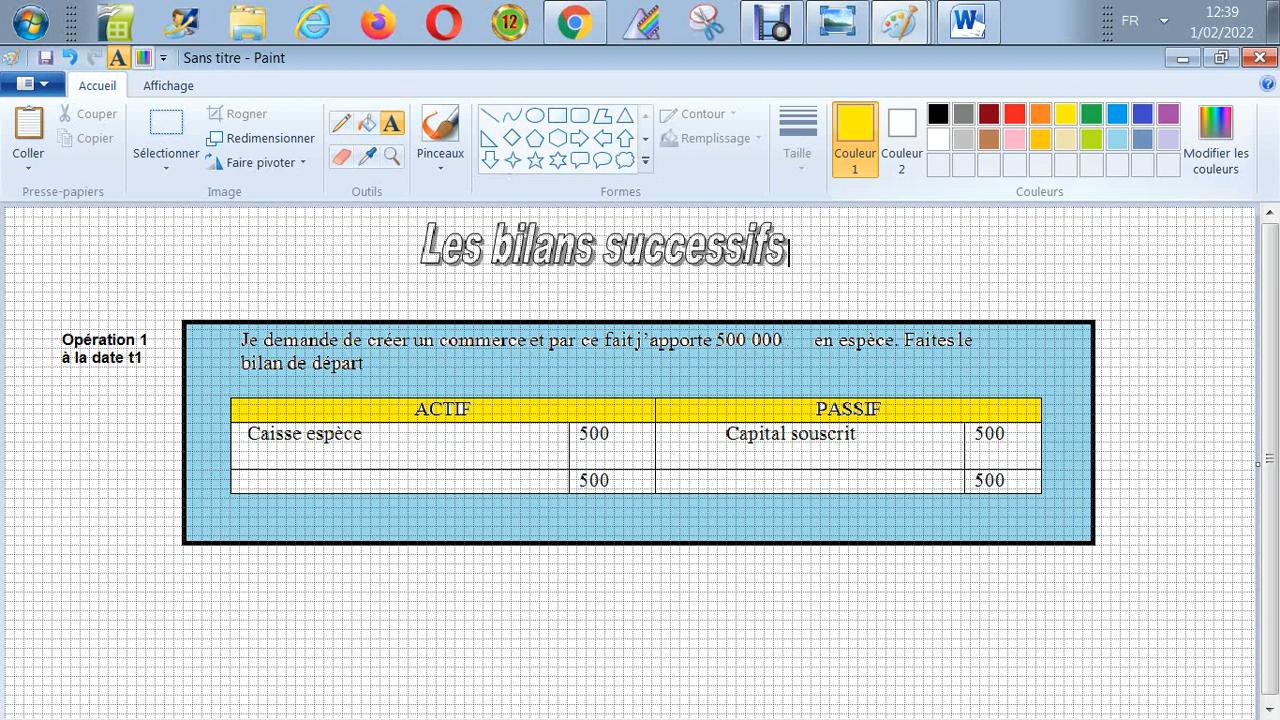 12
FR
12:39
1/02/2022
Sans titre - Paint
Accueil
Affichage
Coller
Couper
Copier
Presse-papiers
Sélectionner
Rogner
Redimensionner
Faire pivoter
Image
A
Outils
Pinceaux
Contour
Remplissage
Formes
Taille
Couleur 1
Couleur 2
Modifier les couleurs
Couleurs
Les bilans successifs
Opération 1
à la date t1
Je demande de créer un commerce et par ce fait j'apporte 500 000 en espèce. Faites le
bilan de départ
ACTIF PASSIF
Caisse espèce 500 Capital souscrit 500
500 500